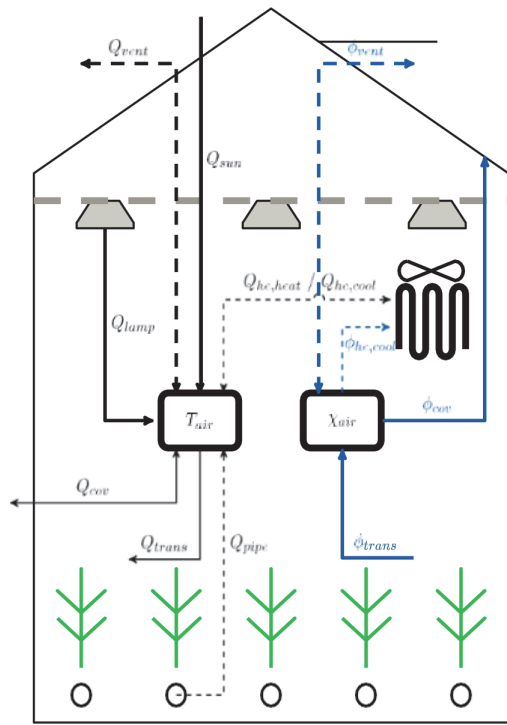 Q_vent
ϕ_vent
Q_sun
Q_hc,heat / Q_hc,cool
Q_lamp
ϕ_hc,cool
T_air
χ_air
ϕ_cov
Q_cov
Q_trans
Q_pipe
ϕ_trans